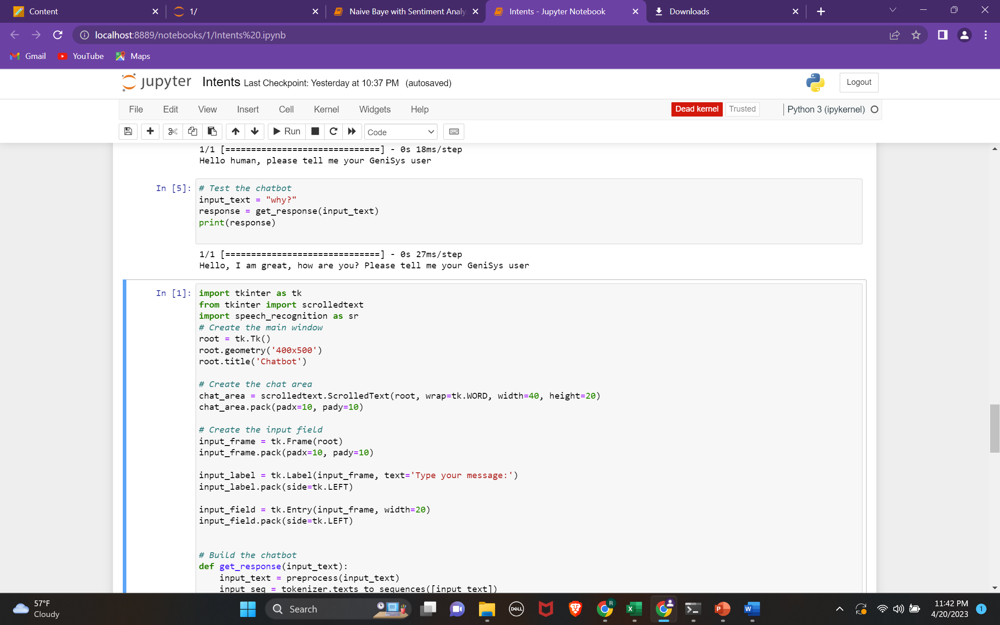 Content
1/
Naive Baye with Sentiment Analy
Intents - Jupyter Notebook
Downloads
localhost:8889/notebooks/1/Intents%20.ipynb
Gmail
YouTube
Maps
jupyter Intents Last Checkpoint: Yesterday at 10:37 PM (autosaved)
Logout
File Edit View Insert Cell Kernel Widgets Help
Dead kernel Trusted Python 3 (ipykernel)
Run
Code
1/1 [==============================] - 0s 18ms/step
Hello human, please tell me your GeniSys user
In [5]:
# Test the chatbot
input_text = "why?"
response = get_response(input_text)
print(response)
1/1 [==============================] - 0s 27ms/step
Hello, I am great, how are you? Please tell me your GeniSys user
In [1]:
import tkinter as tk
from tkinter import scrolledtext
import speech_recognition as sr
# Create the main window
root = tk.Tk()
root.geometry('400x500')
root.title('Chatbot')
# Create the chat area
chat_area = scrolledtext.ScrolledText(root, wrap=tk.WORD, width=40, height=20)
chat_area.pack(padx=10, pady=10)
# Create the input field
input_frame = tk.Frame(root)
input_frame.pack(padx=10, pady=10)
input_label = tk.Label(input_frame, text='Type your message:')
input_label.pack(side=tk.LEFT)
input_field = tk.Entry(input_frame, width=20)
input_field.pack(side=tk.LEFT)
# Build the chatbot
def get_response(input_text):
    input_text = preprocess(input_text)
    input_seq = tokenizer.texts_to_sequences([input_text])
57°F
Cloudy
Search
DELL
R
X
P
W
11:42 PM
4/20/2023
1